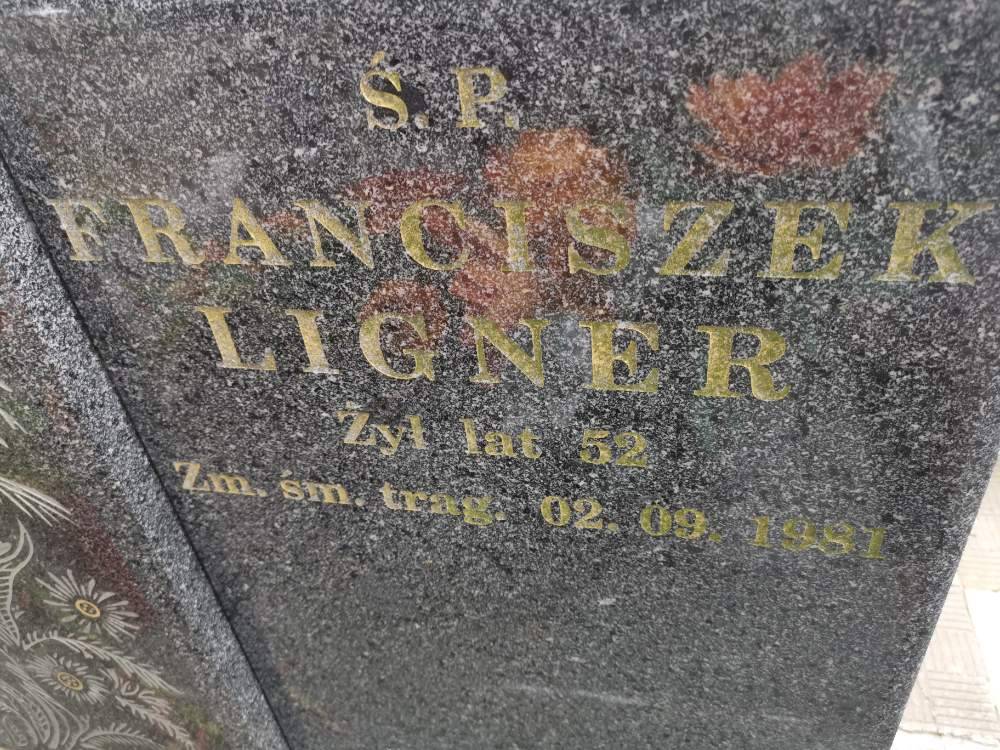 Ś. P.
FRANCISZEK
LIGNER
Żył lat 52
Zm. śm. trag. 02. 09. 1981